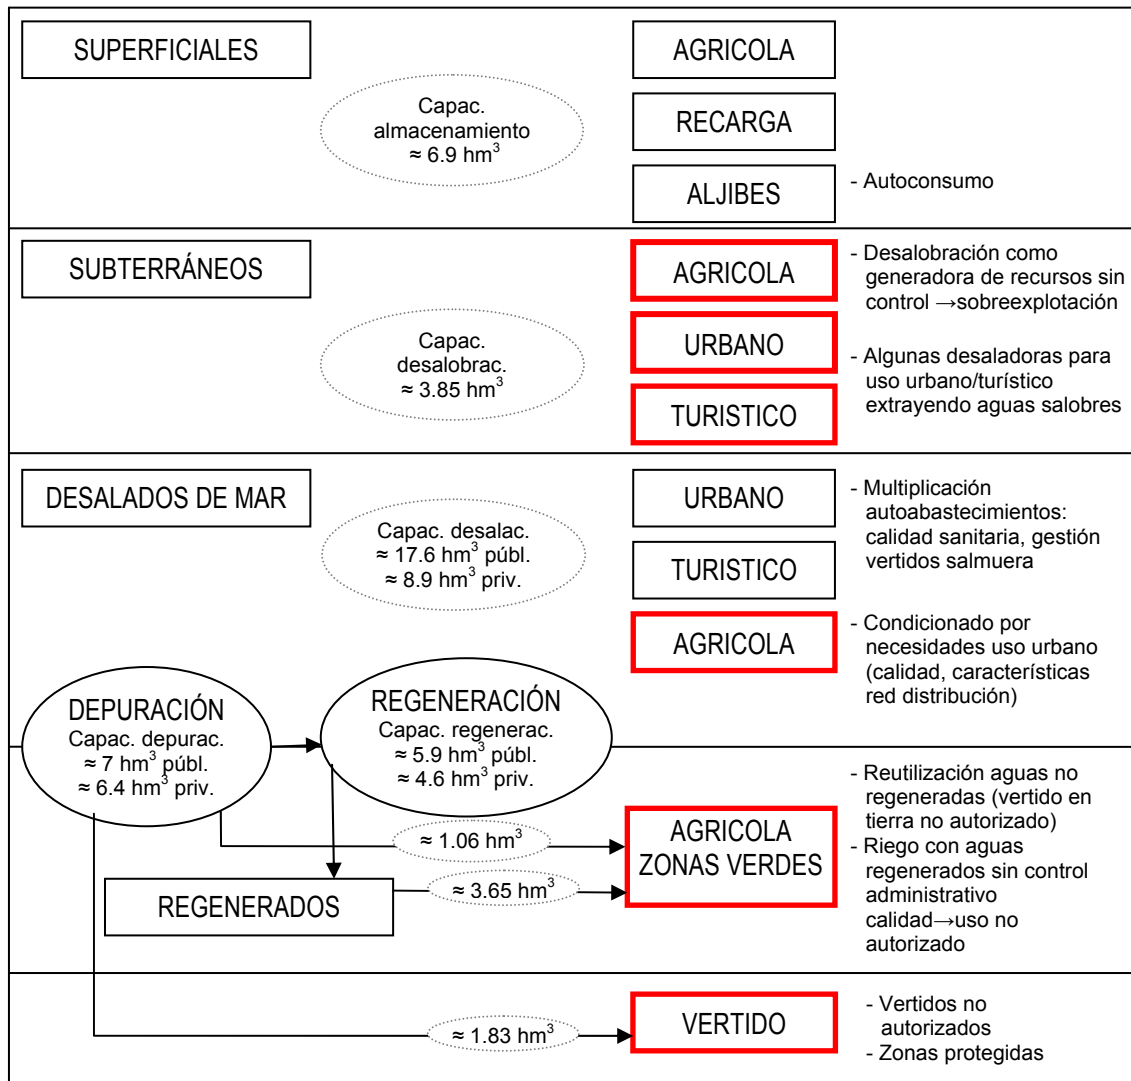 SUPERFICIALES
Capac.
almacenamiento
≈ 6.9 hm³
AGRICOLA
RECARGA
ALJIBES
- Autoconsumo
SUBTERRÁNEOS
Capac.
desalobrac.
≈ 3.85 hm³
AGRICOLA
URBANO
TURISTICO
- Desalobración como
generadora de recursos sin
control →sobreexplotación
- Algunas desaladoras para
uso urbano/turístico
extrayendo aguas salobres
DESALADOS DE MAR
Capac. desalac.
≈ 17.6 hm³ públ.
≈ 8.9 hm³ priv.
URBANO
TURISTICO
AGRICOLA
- Multiplicación
autoabastecimientos:
calidad sanitaria, gestión
vertidos salmuera
- Condicionado por
necesidades uso urbano
(calidad, características
red distribución)
DEPURACIÓN
Capac. depurac.
≈ 7 hm³ públ.
≈ 6.4 hm³ priv.
REGENERACIÓN
Capac. regenerac.
≈ 5.9 hm³ públ.
≈ 4.6 hm³ priv.
≈ 1.06 hm³
REGENERADOS
≈ 3.65 hm³
AGRICOLA
ZONAS VERDES
- Reutilización aguas no
regeneradas (vertido en
tierra no autorizado)
- Riego con aguas
regenerados sin control
administrativo
calidad→uso no
autorizado
≈ 1.83 hm³
VERTIDO
- Vertidos no
autorizados
- Zonas protegidas